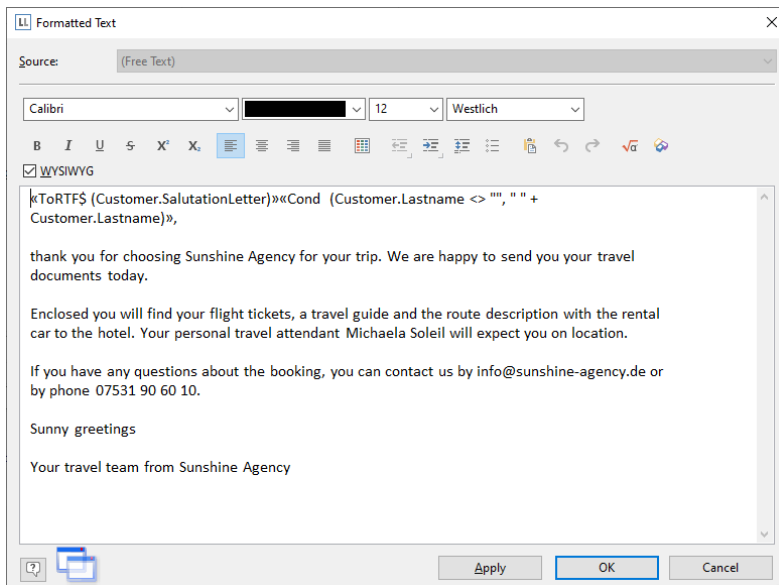 LL Formatted Text
Source: (Free Text)
Calibri 12 Westlich
B I U S X² X₂ √α
WYSIWYG
«ToRTF$ (Customer.SalutationLetter)»«Cond (Customer.Lastname <> "", " " +
Customer.Lastname)»,
thank you for choosing Sunshine Agency for your trip. We are happy to send you your travel
documents today.
Enclosed you will find your flight tickets, a travel guide and the route description with the rental
car to the hotel. Your personal travel attendant Michaela Soleil will expect you on location.
If you have any questions about the booking, you can contact us by info@sunshine-agency.de or
by phone 07531 90 60 10.
Sunny greetings
Your travel team from Sunshine Agency
? Apply OK Cancel